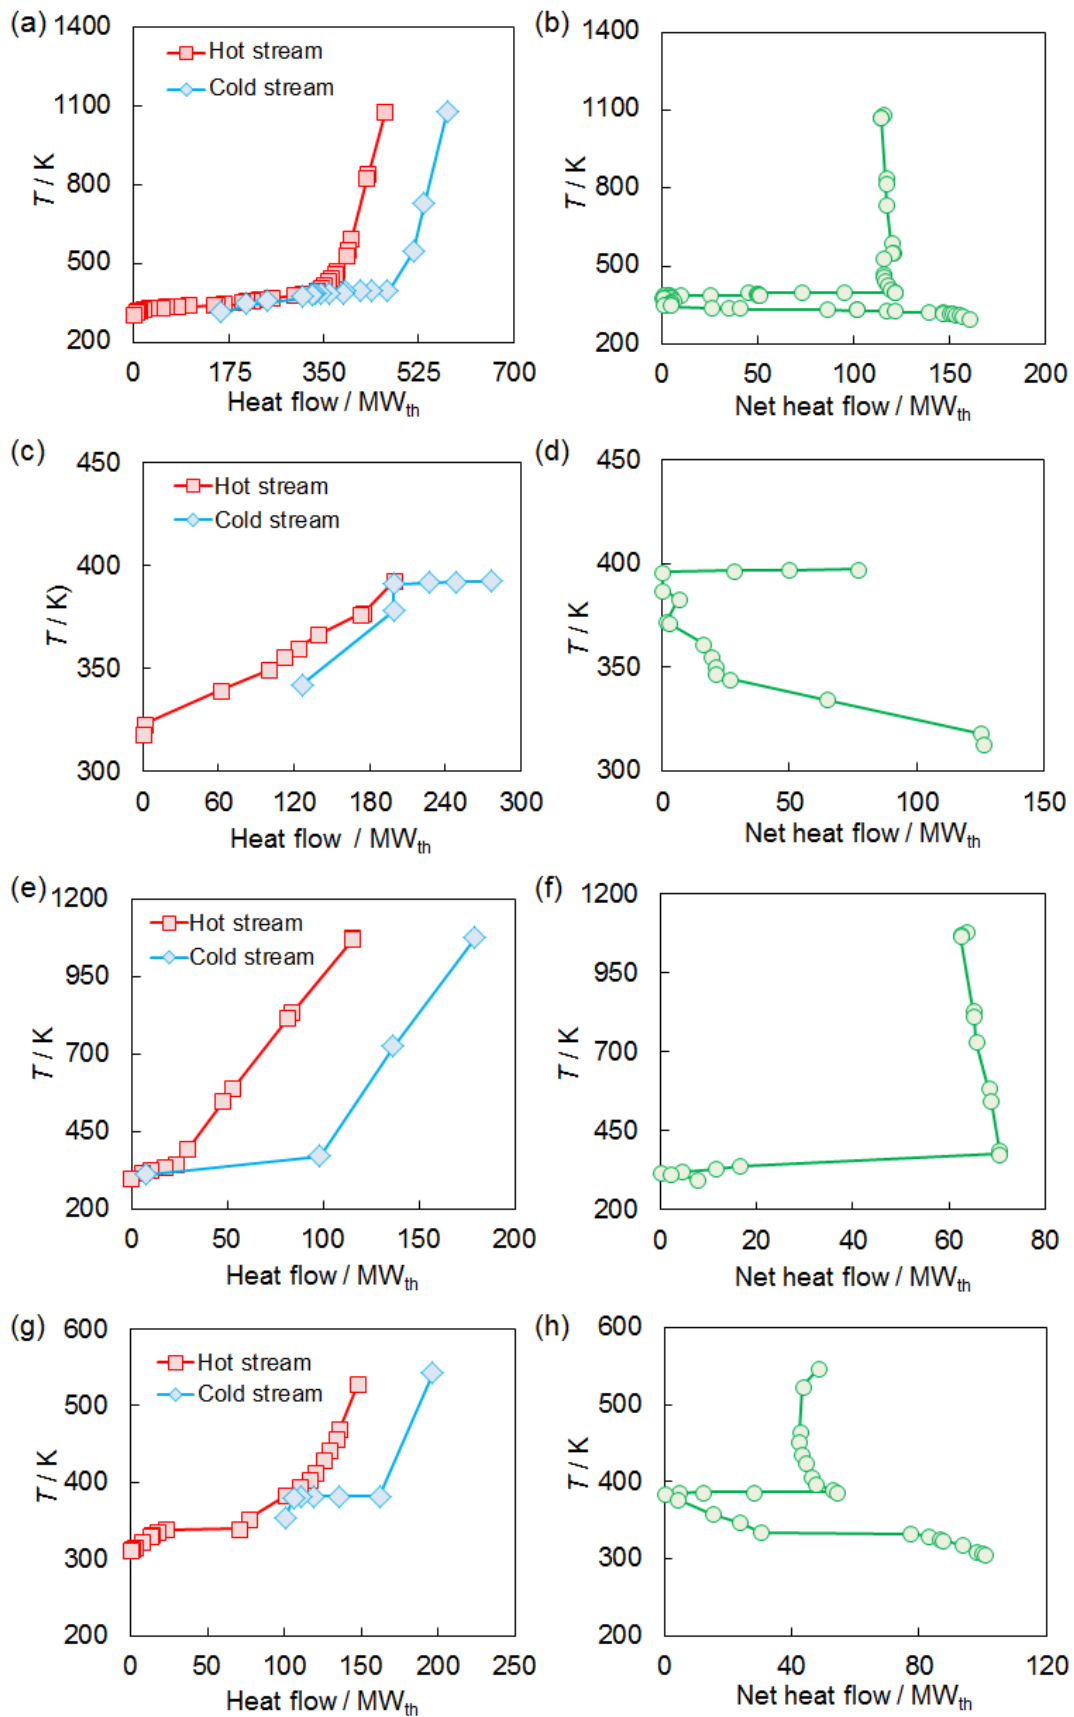 (a)
1400
1100
800
500
200
T / K
Hot stream
Cold stream
0 175 350 525 700
Heat flow / MWth
(b)
1400
1100
800
500
200
T / K
0 50 100 150 200
Net heat flow / MWth
(c)
450
400
350
300
T / (K)
Hot stream
Cold stream
0 60 120 180 240 300
Heat flow / MWth
(d)
450
400
350
300
T / K
0 50 100 150
Net heat flow / MWth
(e)
1200
950
700
450
200
T / K
Hot stream
Cold stream
0 50 100 150 200
Heat flow / MWth
(f)
1200
950
700
450
200
T / K
0 20 40 60 80
Net heat flow / MWth
(g)
600
500
400
300
200
T / K
Hot stream
Cold stream
0 50 100 150 200 250
Heat flow / MWth
(h)
600
500
400
300
200
T / K
0 40 80 120
Net heat flow / MWth